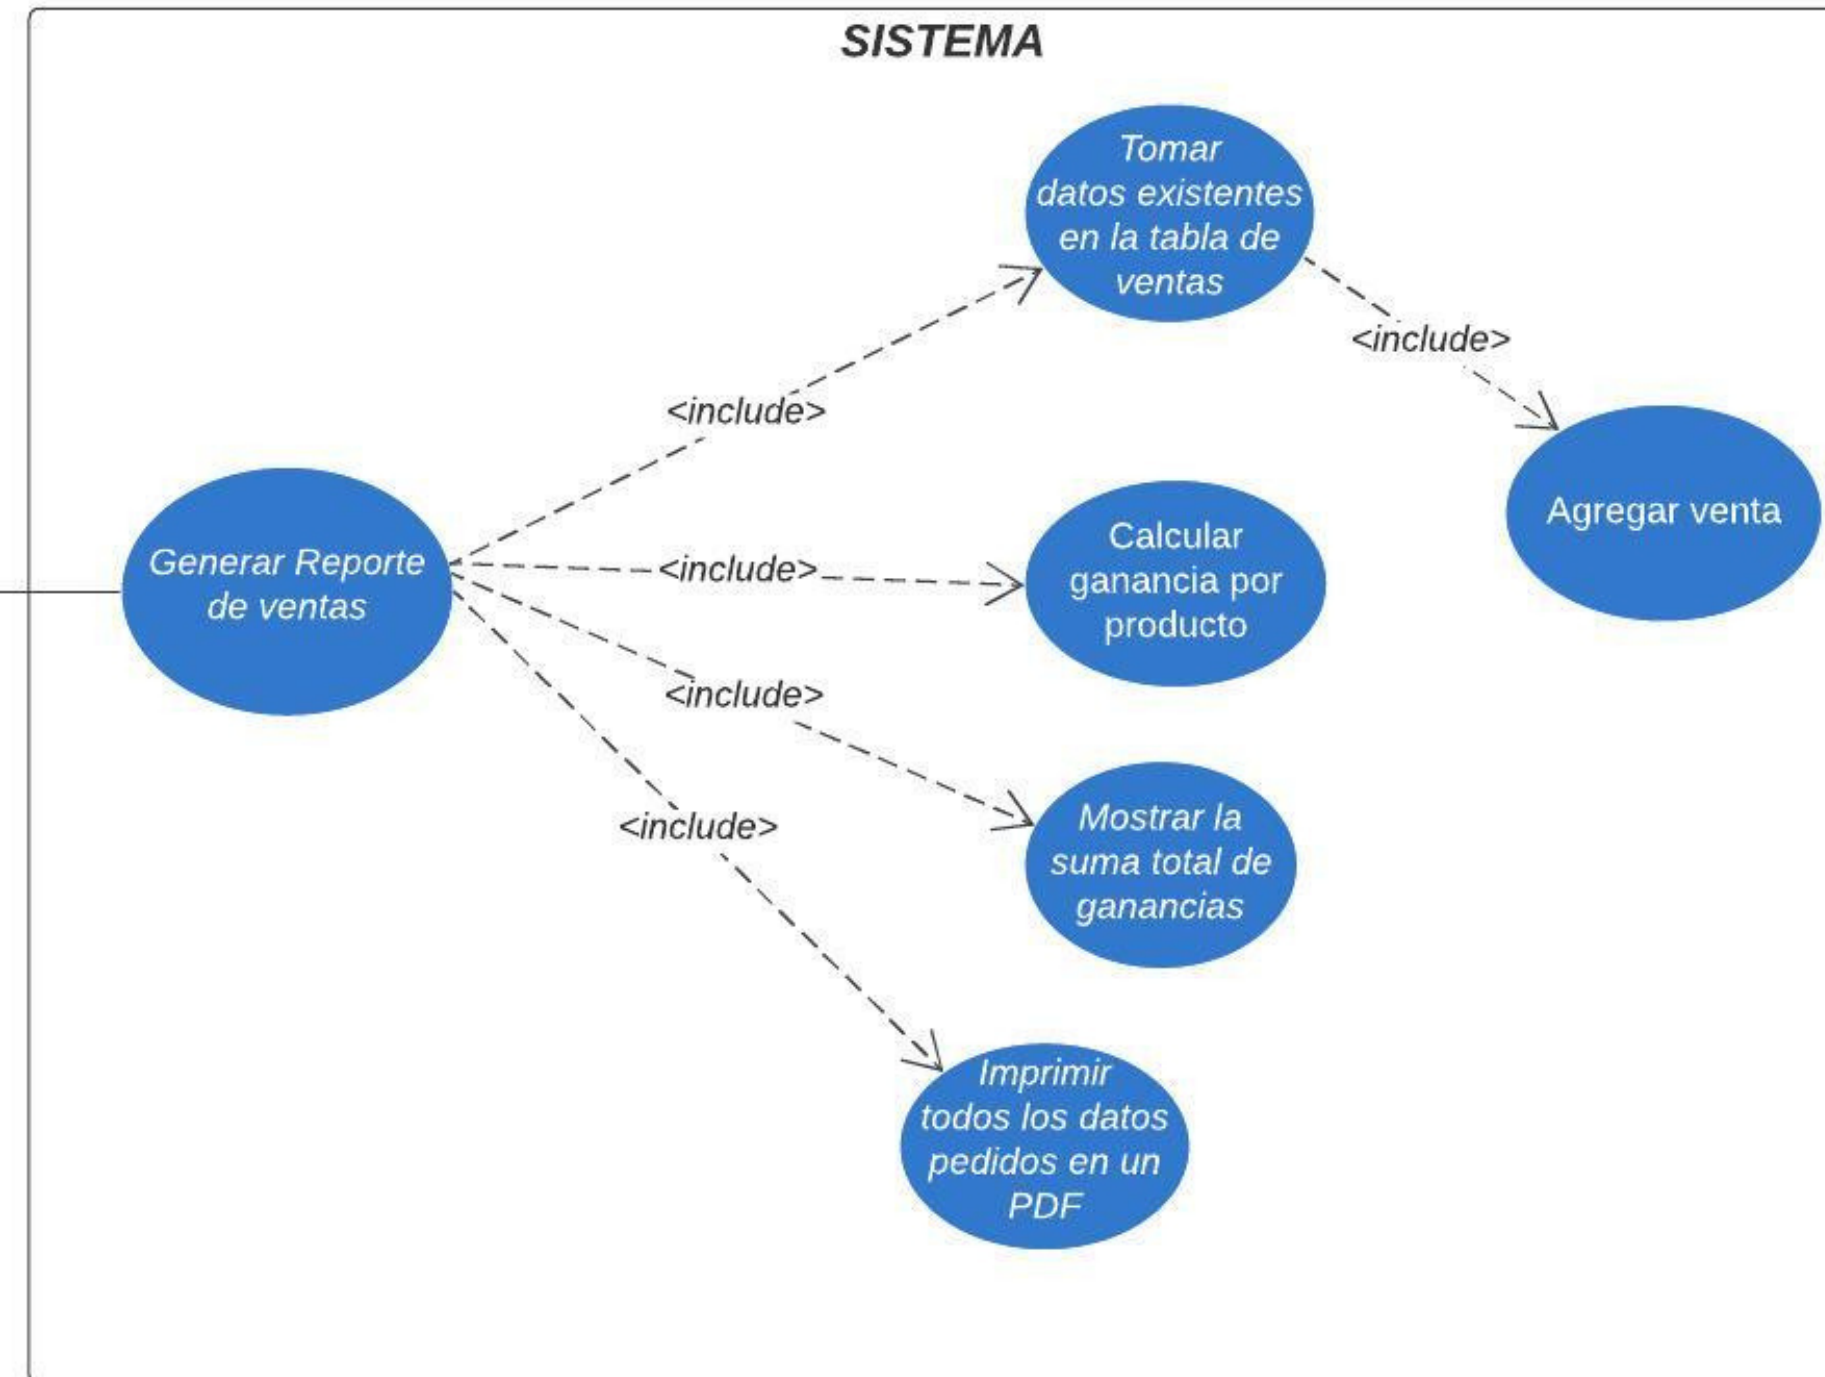 SISTEMA
Tomar
datos existentes
en la tabla de
ventas
<include>
<include>
Agregar venta
Calcular
ganancia por
producto
<include>
Generar Reporte
de ventas
<include>
Mostrar la
suma total de
ganancias
<include>
Imprimir
todos los datos
pedidos en un
PDF